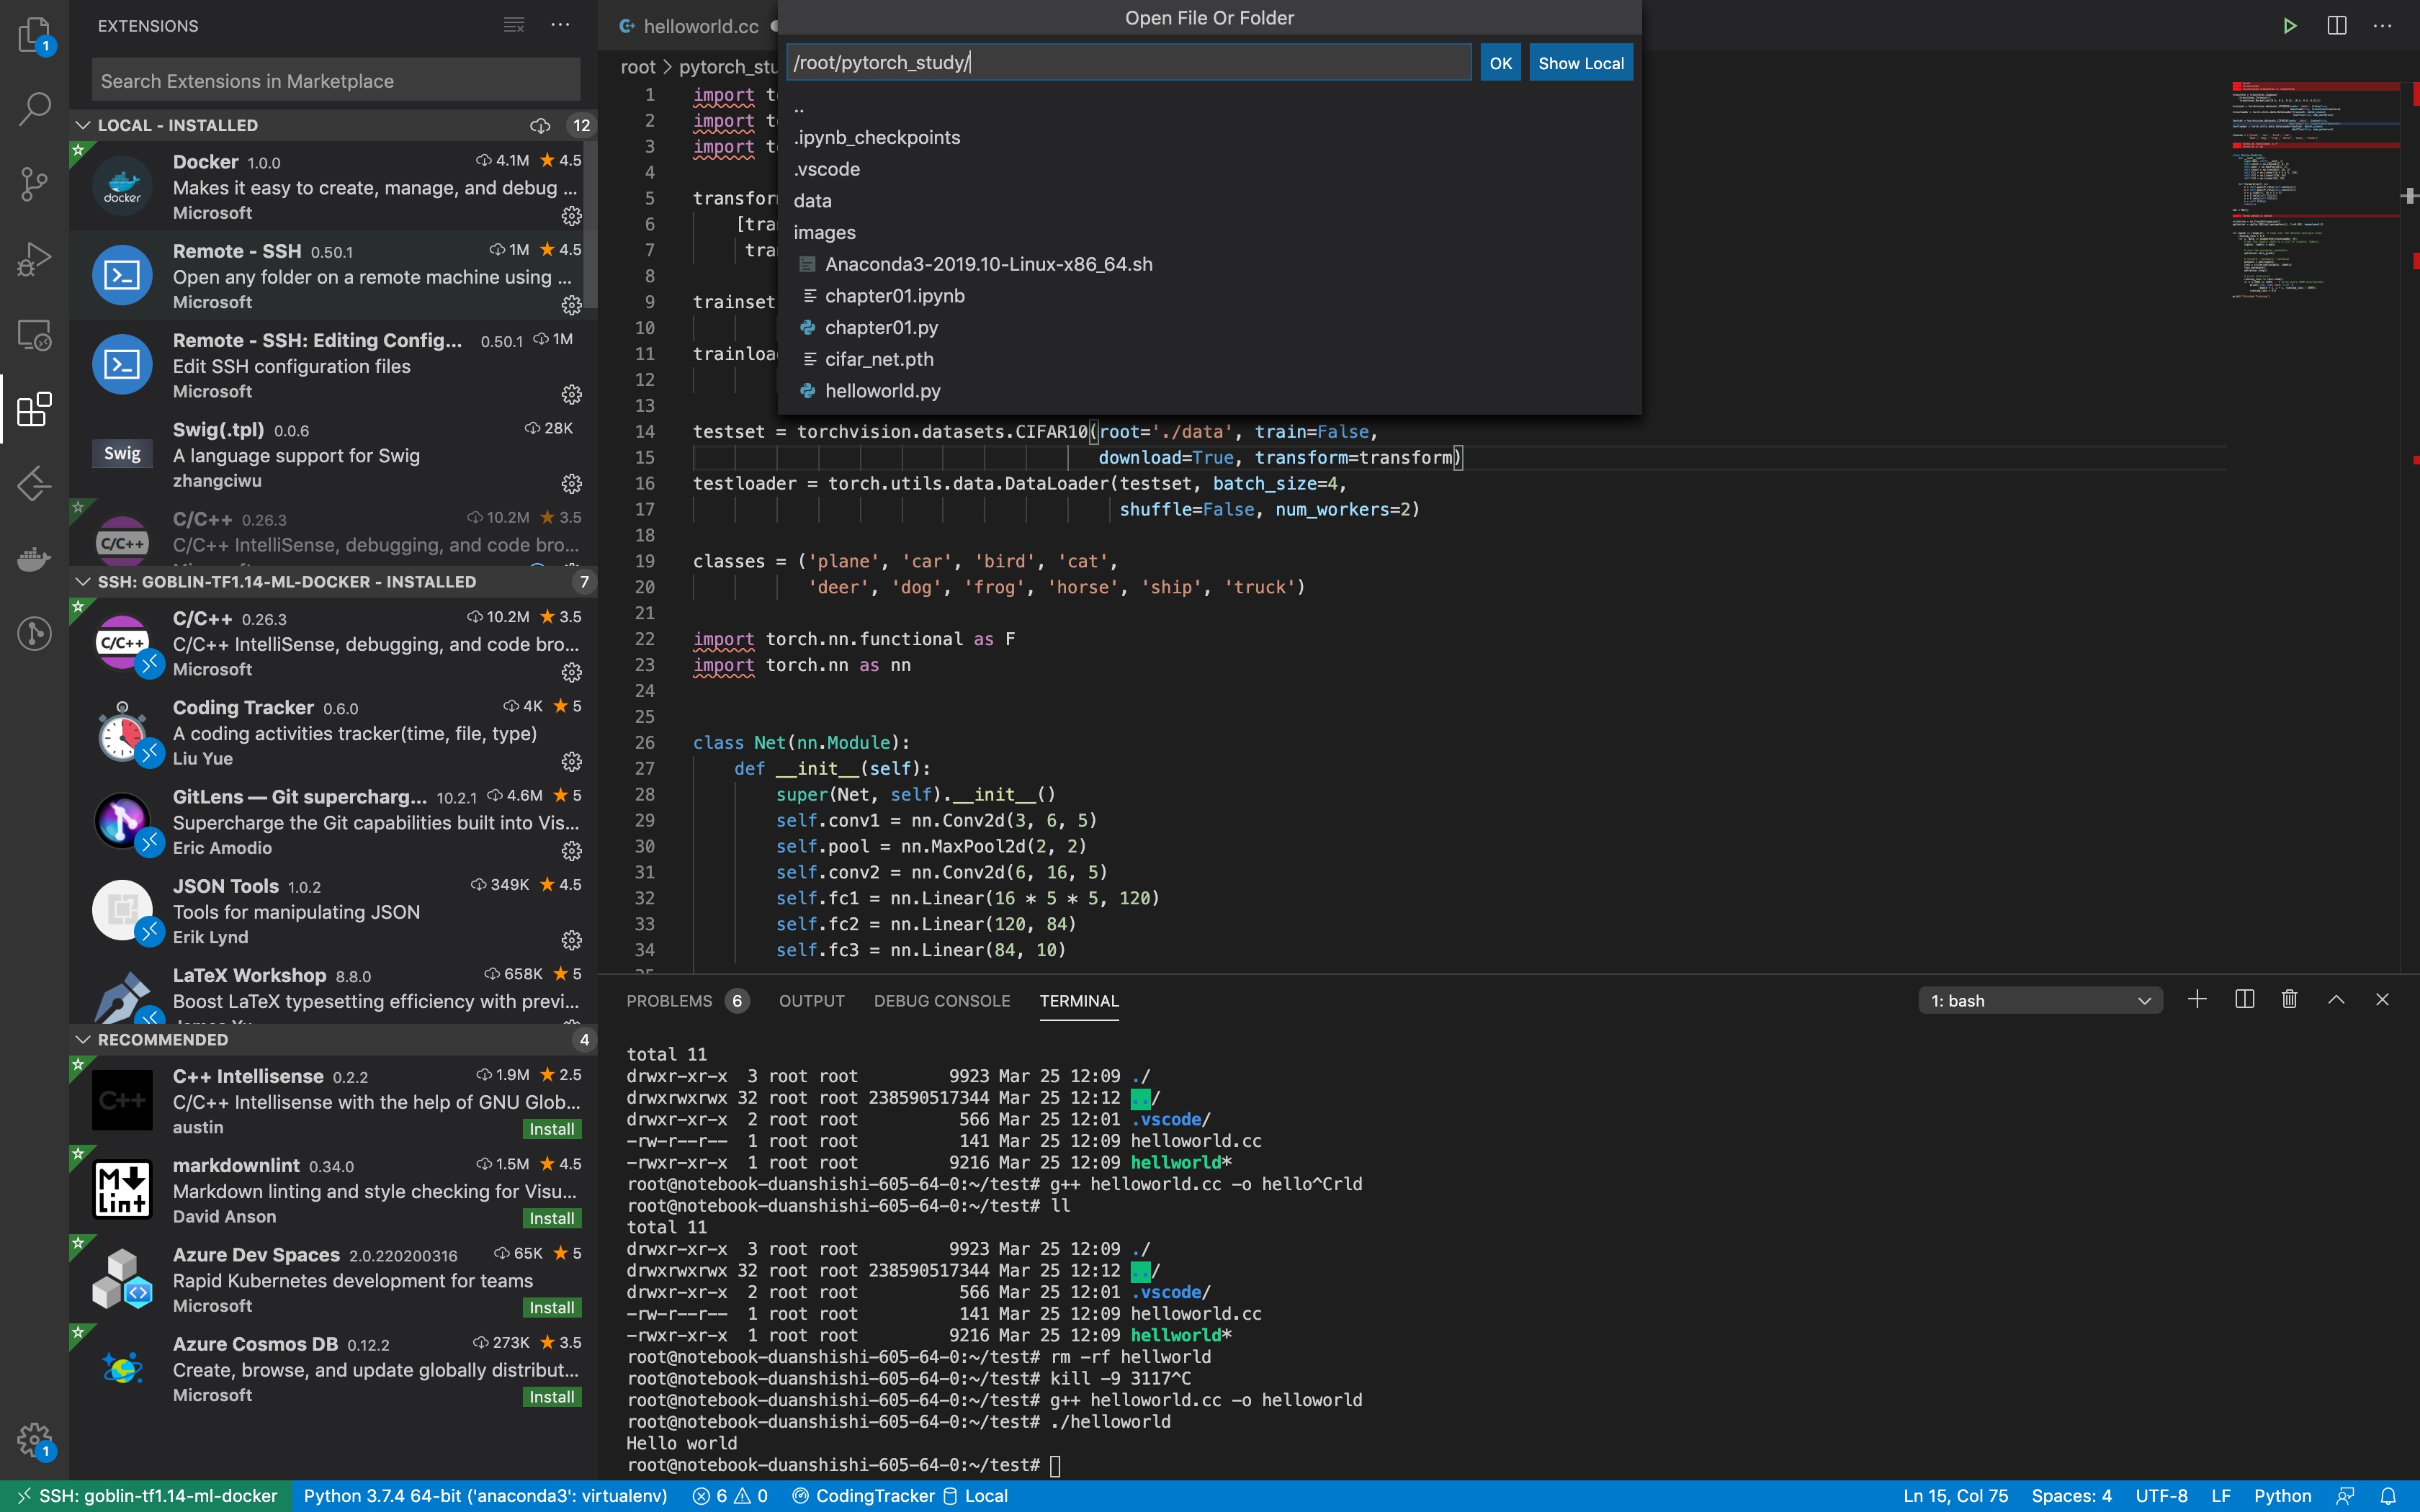 EXTENSIONS
Search Extensions in Marketplace
LOCAL - INSTALLED 12
Docker 1.0.0 4.1M 4.5
Makes it easy to create, manage, and debug ...
Microsoft
Remote - SSH 0.50.1 1M 4.5
Open any folder on a remote machine using ...
Microsoft
Remote - SSH: Editing Config... 0.50.1 1M
Edit SSH configuration files
Microsoft
Swig(.tpl) 0.0.6 28K
A language support for Swig
zhangciwu
C/C++ 0.26.3 10.2M 3.5
C/C++ IntelliSense, debugging, and code bro...
SSH: GOBLIN-TF1.14-ML-DOCKER - INSTALLED 7
C/C++ 0.26.3 10.2M 3.5
C/C++ IntelliSense, debugging, and code bro...
Microsoft
Coding Tracker 0.6.0 4K 5
A coding activities tracker(time, file, type)
Liu Yue
GitLens — Git supercharg... 10.2.1 4.6M 5
Supercharge the Git capabilities built into Vis...
Eric Amodio
JSON Tools 1.0.2 349K 4.5
Tools for manipulating JSON
Erik Lynd
LaTeX Workshop 8.8.0 658K 5
Boost LaTeX typesetting efficiency with previ...
RECOMMENDED 4
C++ Intellisense 0.2.2 1.9M 2.5
C/C++ Intellisense with the help of GNU Glob...
austin
Install
markdownlint 0.34.0 1.5M 4.5
Markdown linting and style checking for Visu...
David Anson
Install
Azure Dev Spaces 2.0.220200316 65K 5
Rapid Kubernetes development for teams
Microsoft
Install
Azure Cosmos DB 0.12.2 273K 3.5
Create, browse, and update globally distribut...
Microsoft
Install
helloworld.cc
root > pytorch_stu
Open File Or Folder
/root/pytorch_study/
OK
Show Local
..
.ipynb_checkpoints
.vscode
data
images
Anaconda3-2019.10-Linux-x86_64.sh
chapter01.ipynb
chapter01.py
cifar_net.pth
helloworld.py
1 import to
2 import to
3 import to
4
5 transfor
6 [tra
7 tra
8
9 trainset
10
11 trainloa
12
13
14 testset = torchvision.datasets.CIFAR10(root='./data', train=False,
15 download=True, transform=transform)
16 testloader = torch.utils.data.DataLoader(testset, batch_size=4,
17 shuffle=False, num_workers=2)
18
19 classes = ('plane', 'car', 'bird', 'cat',
20 'deer', 'dog', 'frog', 'horse', 'ship', 'truck')
21
22 import torch.nn.functional as F
23 import torch.nn as nn
24
25
26 class Net(nn.Module):
27 def __init__(self):
28 super(Net, self).__init__()
29 self.conv1 = nn.Conv2d(3, 6, 5)
30 self.pool = nn.MaxPool2d(2, 2)
31 self.conv2 = nn.Conv2d(6, 16, 5)
32 self.fc1 = nn.Linear(16 * 5 * 5, 120)
33 self.fc2 = nn.Linear(120, 84)
34 self.fc3 = nn.Linear(84, 10)
PROBLEMS 6 OUTPUT DEBUG CONSOLE TERMINAL 1: bash
total 11
drwxr-xr-x 3 root root 9923 Mar 25 12:09 ./
drwxrwxrwx 32 root root 238590517344 Mar 25 12:12 ../
drwxr-xr-x 2 root root 566 Mar 25 12:01 .vscode/
-rw-r--r-- 1 root root 141 Mar 25 12:09 helloworld.cc
-rwxr-xr-x 1 root root 9216 Mar 25 12:09 hellworld*
root@notebook-duanshishi-605-64-0:~/test# g++ helloworld.cc -o hello^Crld
root@notebook-duanshishi-605-64-0:~/test# ll
total 11
drwxr-xr-x 3 root root 9923 Mar 25 12:09 ./
drwxrwxrwx 32 root root 238590517344 Mar 25 12:12 ../
drwxr-xr-x 2 root root 566 Mar 25 12:01 .vscode/
-rw-r--r-- 1 root root 141 Mar 25 12:09 helloworld.cc
-rwxr-xr-x 1 root root 9216 Mar 25 12:09 hellworld*
root@notebook-duanshishi-605-64-0:~/test# rm -rf hellworld
root@notebook-duanshishi-605-64-0:~/test# kill -9 3117^C
root@notebook-duanshishi-605-64-0:~/test# g++ helloworld.cc -o helloworld
root@notebook-duanshishi-605-64-0:~/test# ./helloworld
Hello world
root@notebook-duanshishi-605-64-0:~/test#
SSH: goblin-tf1.14-ml-docker Python 3.7.4 64-bit ('anaconda3': virtualenv) 6 0 CodingTracker Local Ln 15, Col 75 Spaces: 4 UTF-8 LF Python